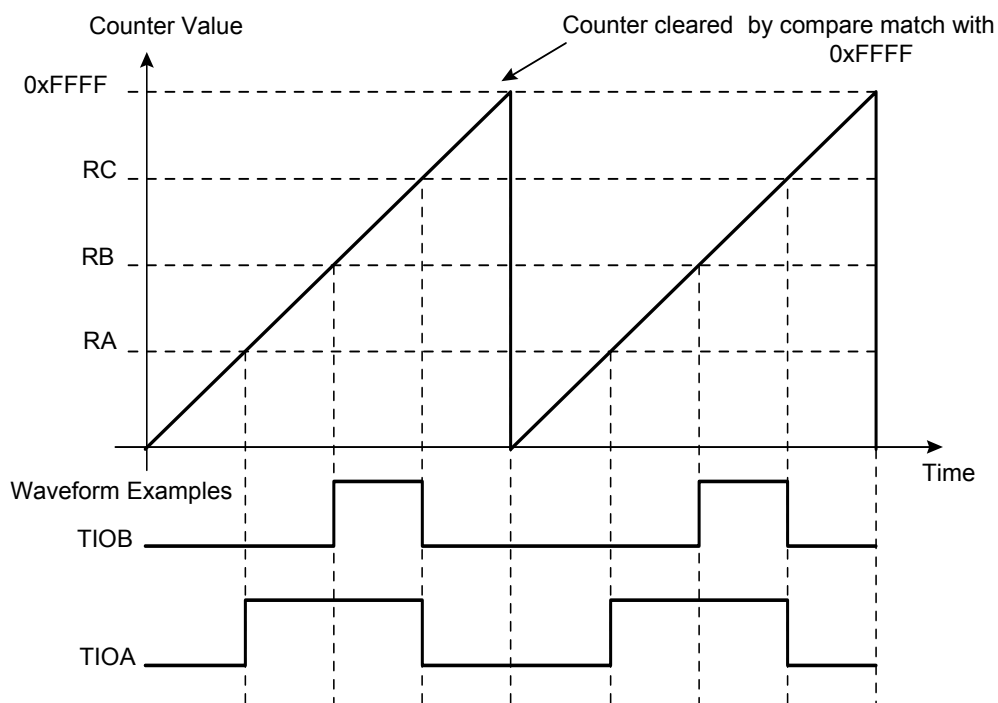 Counter Value
Counter cleared by compare match with
0xFFFF
0xFFFF
RC
RB
RA
Time
Waveform Examples
TIOB
TIOA